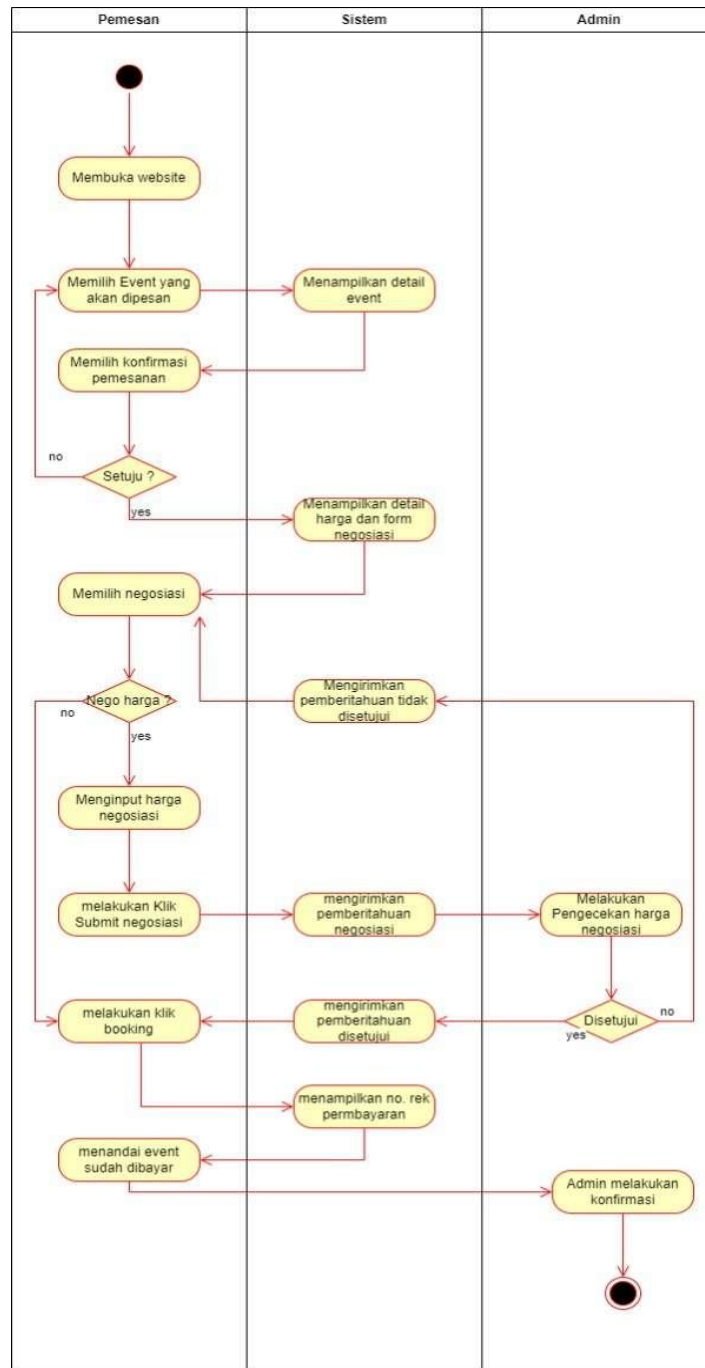 Pemesan
Sistem
Admin
Membuka website
Memilih Event yang
akan dipesan
Menampilkan detail
event
Memilih konfirmasi
pemesanan
no
Setuju ?
yes
Menampilkan detail
harga dan form
negosiasi
Memilih negosiasi
Nego harga ?
no
yes
Mengirimkan
pemberitahuan tidak
disetujui
Menginput harga
negosiasi
melakukan Klik
Submit negosiasi
mengirimkan
pemberitahuan
negosiasi
Melakukan
Pengecekan harga
negosiasi
melakukan klik
booking
mengirimkan
pemberitahuan
disetujui
Disetujui
no
yes
menampilkan no. rek
permbayaran
menandai event
sudah dibayar
Admin melakukan
konfirmasi